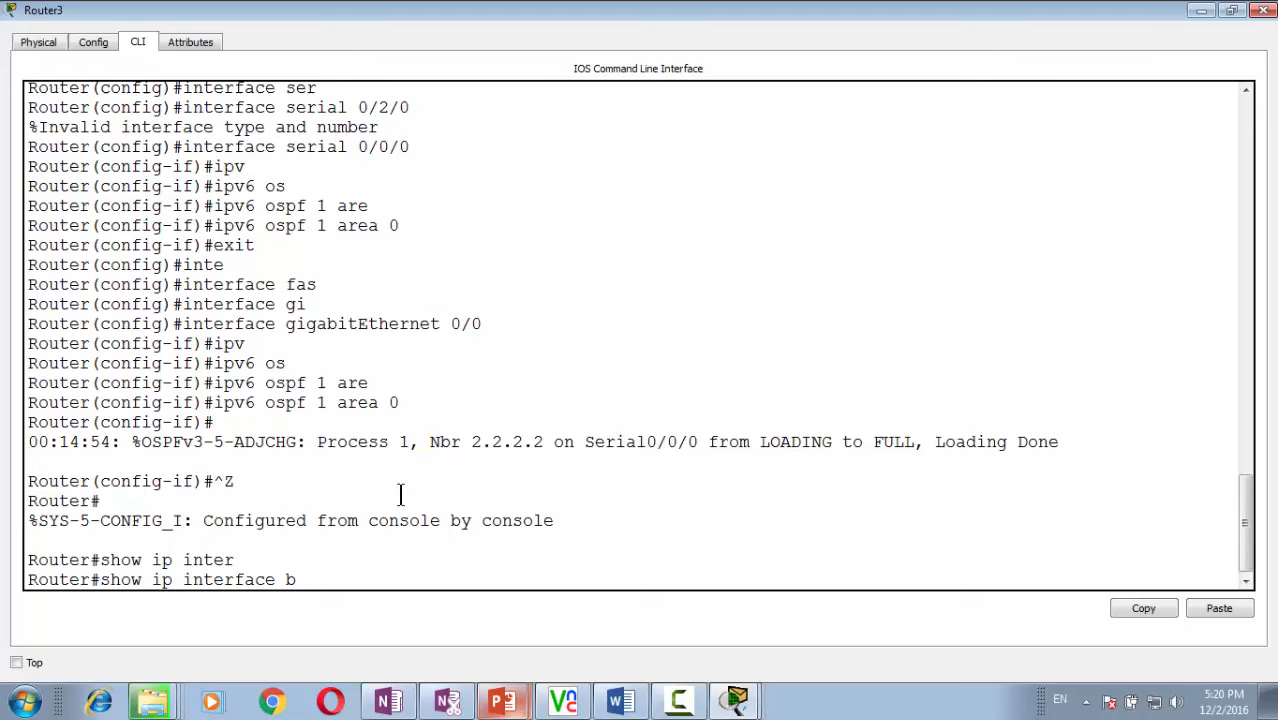 Router3
Physical
Config
CLI
Attributes
IOS Command Line Interface
Router(config)#interface ser
Router(config)#interface serial 0/2/0
%Invalid interface type and number
Router(config)#interface serial 0/0/0
Router(config-if)#ipv
Router(config-if)#ipv6 os
Router(config-if)#ipv6 ospf 1 are
Router(config-if)#ipv6 ospf 1 area 0
Router(config-if)#exit
Router(config)#inte
Router(config)#interface fas
Router(config)#interface gi
Router(config)#interface gigabitEthernet 0/0
Router(config-if)#ipv
Router(config-if)#ipv6 os
Router(config-if)#ipv6 ospf 1 are
Router(config-if)#ipv6 ospf 1 area 0
Router(config-if)#
00:14:54: %OSPFv3-5-ADJCHG: Process 1, Nbr 2.2.2.2 on Serial0/0/0 from LOADING to FULL, Loading Done
Router(config-if)#^Z
Router#
%SYS-5-CONFIG_I: Configured from console by console
Router#show ip inter
Router#show ip interface b
Copy
Paste
Top
EN
5:20 PM
12/2/2016